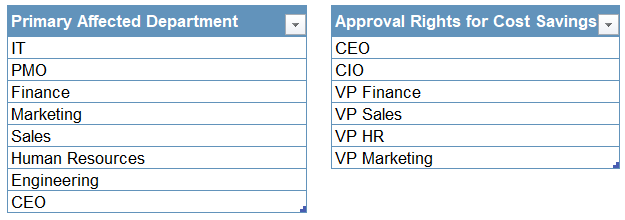 Primary Affected Department
IT
PMO
Finance
Marketing
Sales
Human Resources
Engineering
CEO
Approval Rights for Cost Savings
CEO
CIO
VP Finance
VP Sales
VP HR
VP Marketing